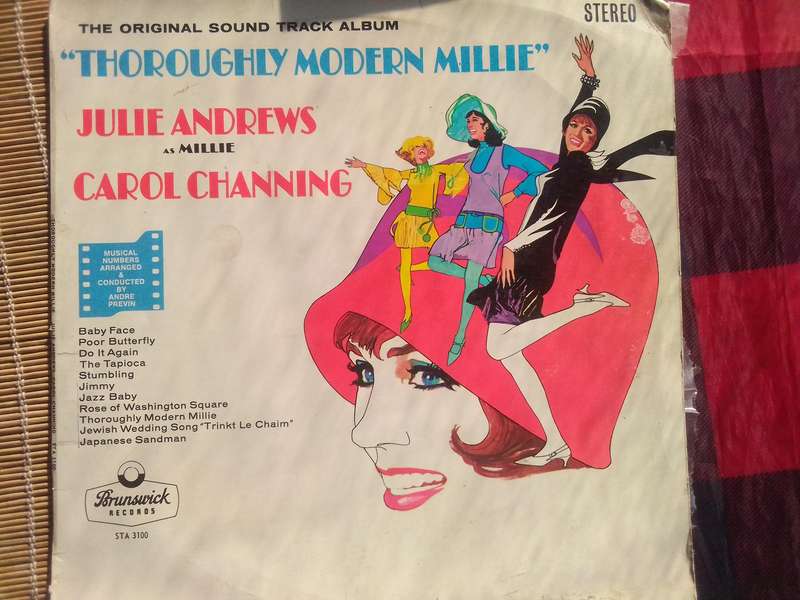 THE ORIGINAL SOUND TRACK ALBUM
STEREO
"THOROUGHLY MODERN MILLIE"
JULIE ANDREWS
AS MILLIE
CAROL CHANNING
MUSICAL
NUMBERS
ARRANGED
&
CONDUCTED
BY
ANDRE
PREVIN
Baby Face
Poor Butterfly
Do It Again
The Tapioca
Stumbling
Jimmy
Jazz Baby
Rose of Washington Square
Thoroughly Modern Millie
Jewish Wedding Song "Trinkt Le Chaim"
Japanese Sandman
Brunswick
RECORDS
STA 3100